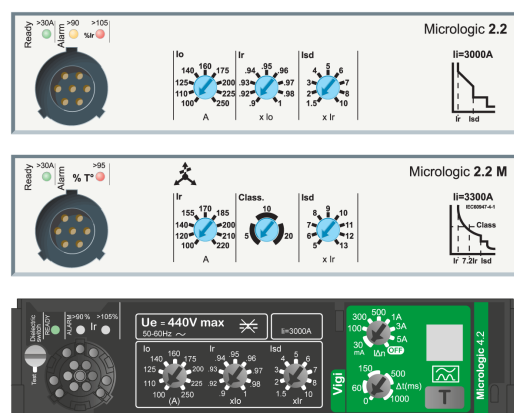 Ready
>30A
Alarm
>90
%Ir
>105
Micrologic 2.2
Ii=3000A
Io
100 110 125 140 160 175 200 225 250
A
Ir
.9 .92 .93 .94 .95 .96 .97 .98 1
x Io
Isd
1.5 2 3 4 5 6 7 8 10
x Ir
Ir Isd
Ready
>30A
Alarm
% T°
>95
Micrologic 2.2 M
Ii=3300A
IEC60947-4-1
Ir
100 120 140 155 170 185 200 210 220
A
Class.
5 10 20
Isd
5 6 7 8 9 10 11 12 13
x Ir
Class
Ir 7.2Ir Isd
Dielectric
switch
Test
READY
ALARM
>90%
Ir
>105%
Ue = 440V max
50-60Hz ~
Ii=3000A
Io
100 110 125 140 160 175 200 225 250
(A)
Ir
.9 .92 .93 .94 .95 .96 .97 .98 1
xIo
Isd
1.5 2 3 4 5 6 7 8 10
xIr
Vigi
30 100 300 500 1A 3A 5A OFF
mA
IΔn
60 150 500 1000
Δt(ms)
T
Micrologic 4.2